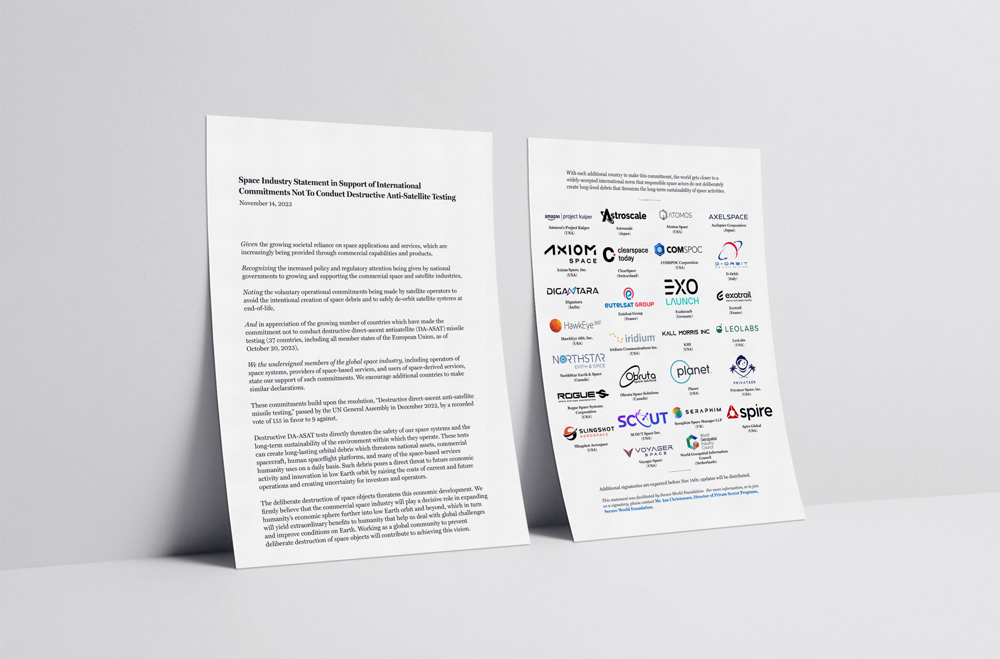 Space Industry Statement in Support of International
Commitments Not To Conduct Destructive Anti-Satellite Testing
November 14, 2023
Given the growing societal reliance on space applications and services, which are
increasingly being provided through commercial capabilities and products,
Recognizing the increased policy and regulatory attention being given by national
governments to growing and supporting the commercial space and satellite industries,
Noting the voluntary operational commitments being made by satellite operators to
avoid the intentional creation of space debris and to safely de-orbit satellite systems at
end-of-life,
And in appreciation of the growing number of countries which have made the
commitment not to conduct destructive direct-ascent antisatellite (DA-ASAT) missile
testing (37 countries, including all member states of the European Union, as of
October 20, 2023),
We the undersigned members of the global space industry, including operators of
space systems, providers of space-based services, and users of space-derived services,
state our support of such commitments. We encourage additional countries to make
similar declarations.
These commitments build upon the resolution, “Destructive direct-ascent anti-satellite
missile testing,” passed by the UN General Assembly in December 2022, by a recorded
vote of 155 in favor to 9 against.
Destructive DA-ASAT tests directly threaten the safety of our space systems and the
long-term sustainability of the environment within which they operate. These tests
can create long-lasting orbital debris which threatens national assets, commercial
spacecraft, human spaceflight platforms, and many of the space-based services
humanity uses on a daily basis. Such debris poses a direct threat to future economic
activity and innovation in low Earth orbit by raising the costs of current and future
operations and creating uncertainty for investors and operators.
The deliberate destruction of space objects threatens this economic development. We
firmly believe that the commercial space industry will play a decisive role in expanding
humanity’s economic sphere further into low Earth orbit and beyond, which in turn
will yield extraordinary benefits to humanity that help us deal with global challenges
and improve conditions on Earth. Working as a global community to prevent
deliberate destruction of space objects will contribute to achieving this vision.
With each additional country to make this commitment, the world gets closer to a
widely-accepted international norm that responsible space actors do not deliberately
create long-lived debris that threatens the long-term sustainability of space activities.
amazon | project kuiper
Amazon's Project Kuiper
(USA)
Astroscale
Astroscale
(Japan)
ATOMOS
Atomos Space
(USA)
AXELSPACE
Axelspace Corporation
(Japan)
AXIOM
SPACE
Axiom Space, Inc.
(USA)
clearspace
today
ClearSpace
(Switzerland)
COMSPOC
COMSPOC Corporation
(USA)
D-ORBIT
NEW SPACE SOLUTIONS
D-Orbit
(Italy)
DIGANTARA
Digantara
(India)
eutelsat GROUP
Eutelsat Group
(France)
EXO
LAUNCH
Exolaunch
(Germany)
exotrail
end-to-end space mobility
Exotrail
(France)
HawkEye 360°
HawkEye 360, Inc.
(USA)
iridium
Iridium Communications Inc.
(USA)
KALL MORRIS INC
KMI
(USA)
LEOLABS
LeoLabs
(USA)
NORTHSTAR
EARTH & SPACE
NorthStar Earth & Space
(Canada)
Obruta
space solutions
Obruta Space Solutions
(Canada)
planet.
Planet
(USA)
PRIVATEER
Privateer Space, Inc.
(USA)
ROGUE
SPACE SYSTEMS CORPORATION
Rogue Space Systems
Corporation
(USA)
SCOUT
SCOUT Space Inc.
(USA)
SERAPHIM
Seraphim Space Manager LLP
(UK)
spire
Spire Global
(USA)
SLINGSHOT
AEROSPACE
Slingshot Aerospace
(USA)
VOYAGER
SPACE
Voyager Space
(USA)
World
Geospatial
Industry
Council
World Geospatial Information
Council
(Netherlands)
Additional signatories are expected before Nov 14th; updates will be distributed.
This statement was facilitated by Secure World Foundation. For more information, or to join
as a signatory, please contact Mr. Ian Christensen, Director of Private Sector Programs,
Secure World Foundation.